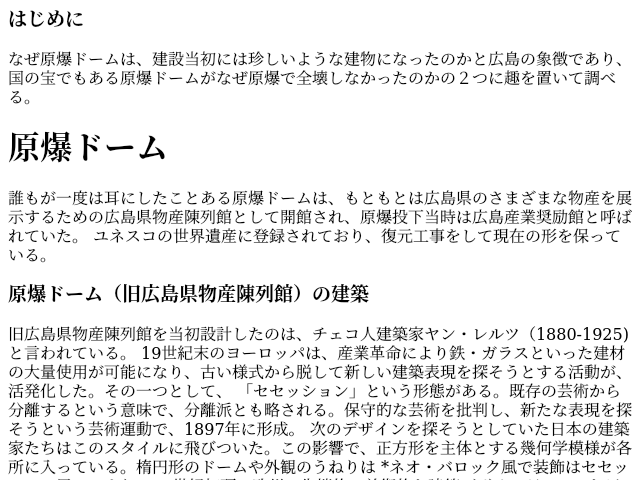 はじめに
なぜ原爆ドームは、建設当初には珍しいような建物になったのかと広島の象徴であり、
国の宝でもある原爆ドームがなぜ原爆で全壊しなかったのかの２つに趣を置いて調べ
る。
原爆ドーム
誰もが一度は耳にしたことある原爆ドームは、もともとは広島県のさまざまな物産を展
示するための広島県物産陳列館として開館され、原爆投下当時は広島産業奨励館と呼ば
れていた。 ユネスコの世界遺産に登録されており、復元工事をして現在の形を保って
いる。
原爆ドーム（旧広島県物産陳列館）の建築
旧広島県物産陳列館を当初設計したのは、チェコ人建築家ヤン・レルツ（1880-1925)
と言われている。 19世紀末のヨーロッパは、産業革命により鉄・ガラスといった建材
の大量使用が可能になり、古い様式から脱して新しい建築表現を探そうとする活動が、
活発化した。その一つとして、 「セセッション」という形態がある。既存の芸術から
分離するという意味で、分離派とも略される。保守的な芸術を批判し、新たな表現を探
そうという芸術運動で、1897年に形成。 次のデザインを探そうとしていた日本の建築
家たちはこのスタイルに飛びついた。この影響で、正方形を主体とする幾何学模様が各
所に入っている。楕円形のドームや外観のうねりは *ネオ・バロック風で装飾はセセッ